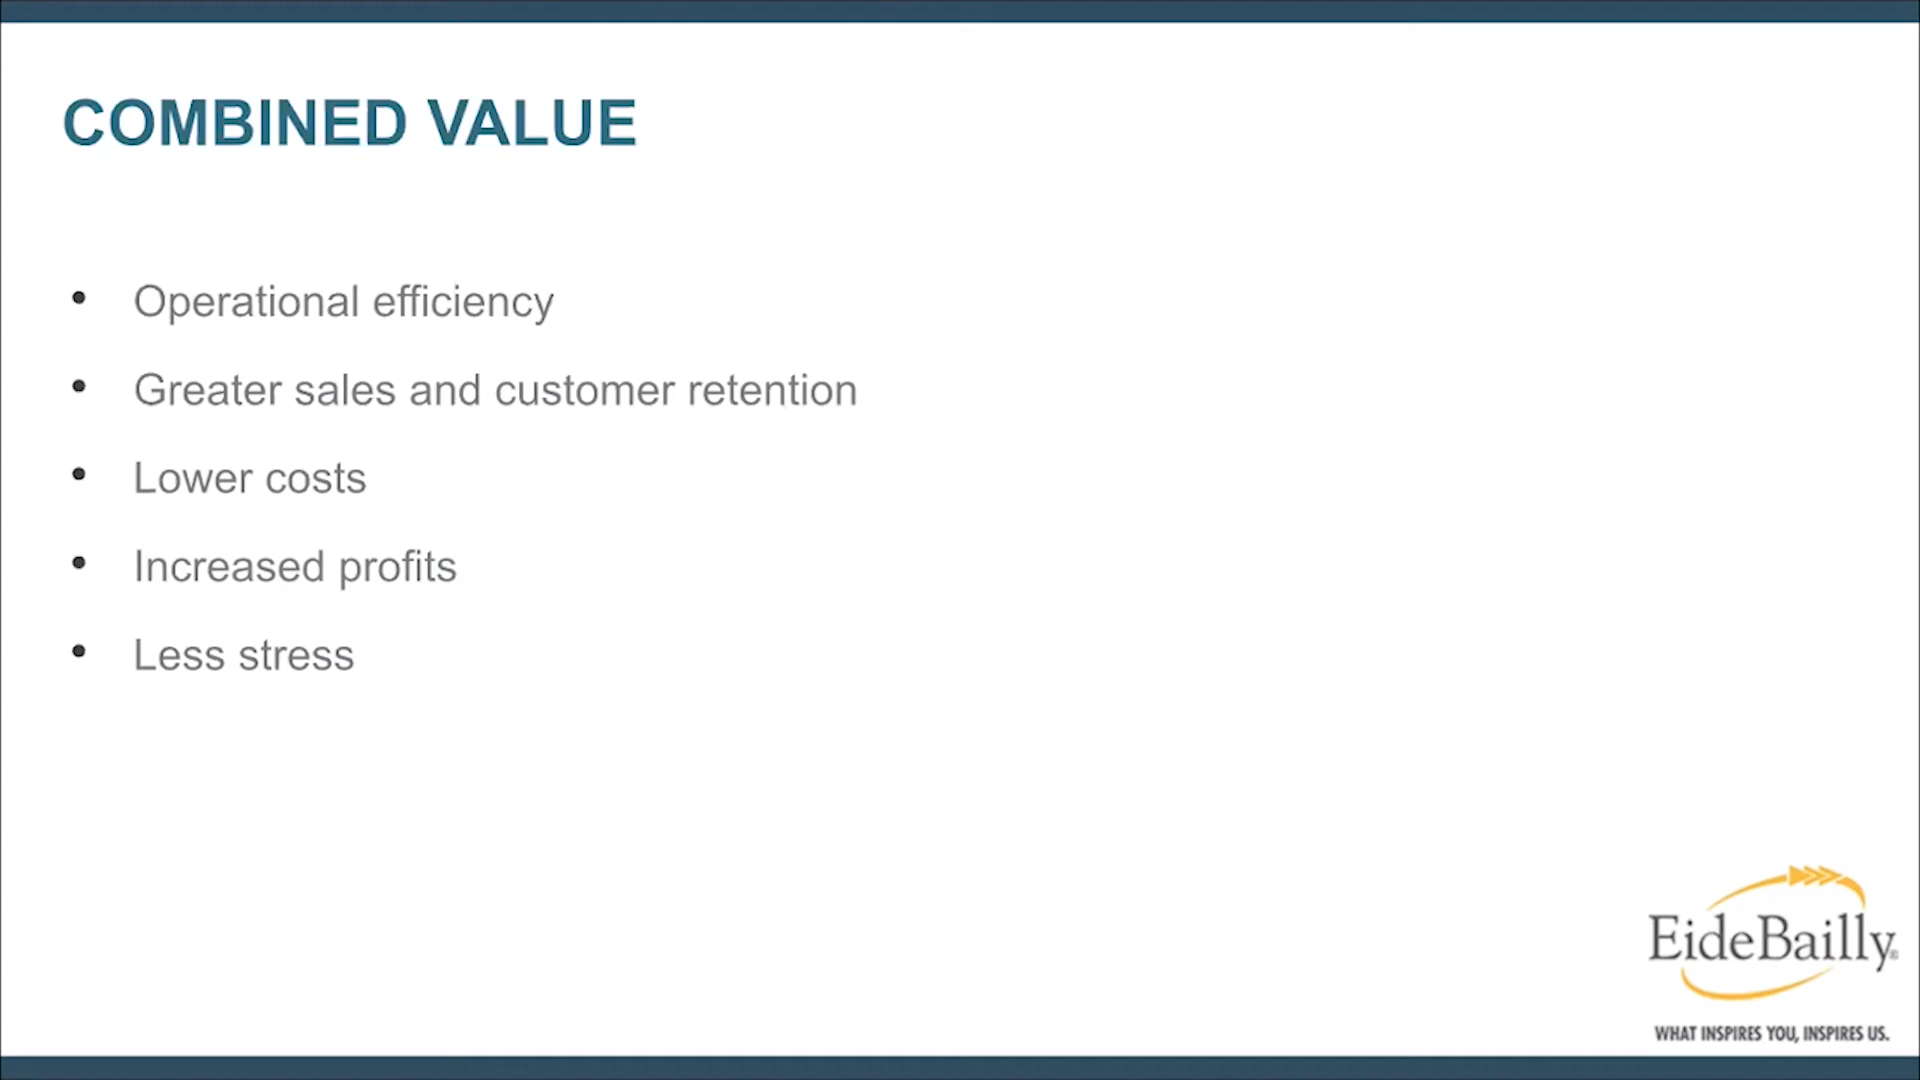 COMBINED VALUE
• Operational efficiency
• Greater sales and customer retention
• Lower costs
• Increased profits
• Less stress
EideBailly®
WHAT INSPIRES YOU, INSPIRES US.